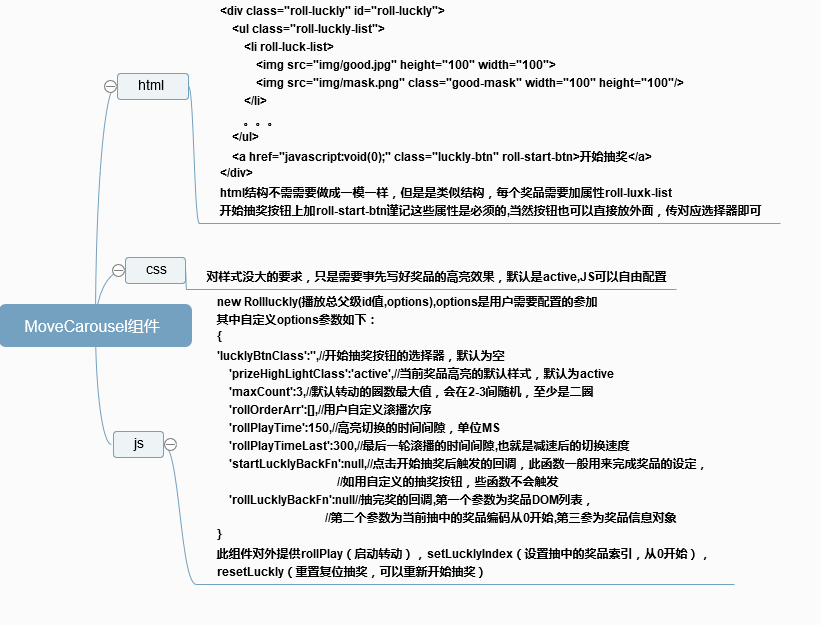 <div class="roll-luckly" id="roll-luckly">
<ul class="roll-luckly-list">
<li roll-luck-list>
<img src="img/good.jpg" height="100" width="100">
<img src="img/mask.png" class="good-mask" width="100" height="100"/>
</li>
。。。
</ul>
<a href="javascript:void(0);" class="luckly-btn" roll-start-btn>开始抽奖</a>
</div>
html结构不需需要做成一模一样，但是是类似结构，每个奖品需要加属性roll-luxk-list
开始抽奖按钮上加roll-start-btn谨记这些属性是必须的,当然按钮也可以直接放外面，传对应选择器即可
html
css
对样式没大的要求，只是需要事先写好奖品的高亮效果，默认是active,JS可以自由配置
MoveCarousel组件
js
new Rollluckly(播放总父级id值,options),options是用户需要配置的参加
其中自定义options参数如下：
{
'lucklyBtnClass':'',//开始抽奖按钮的选择器，默认为空
'prizeHighLightClass':'active',//当前奖品高亮的默认样式，默认为active
'maxCount':3,//默认转动的圆数最大值，会在2-3间随机，至少是二圆
'rollOrderArr':[],//用户自定义滚播次序
'rollPlayTime':150,//高亮切换的时间间隙，单位MS
'rollPlayTimeLast':300,//最后一轮滚播的时间间隙,也就是减速后的切换速度
'startLucklyBackFn':null,//点击开始抽奖后触发的回调，此函数一般用来完成奖品的设定，
//如用自定义的抽奖按钮，些函数不会触发
'rollLucklyBackFn':null//抽完奖的回调,第一个参数为奖品DOM列表，
//第二个参数为当前抽中的奖品编码从0开始,第三参为奖品信息对象
}
此组件对外提供rollPlay（启动转动），setLucklyIndex（设置抽中的奖品索引，从0开始），
resetLuckly（重置复位抽奖，可以重新开始抽奖）